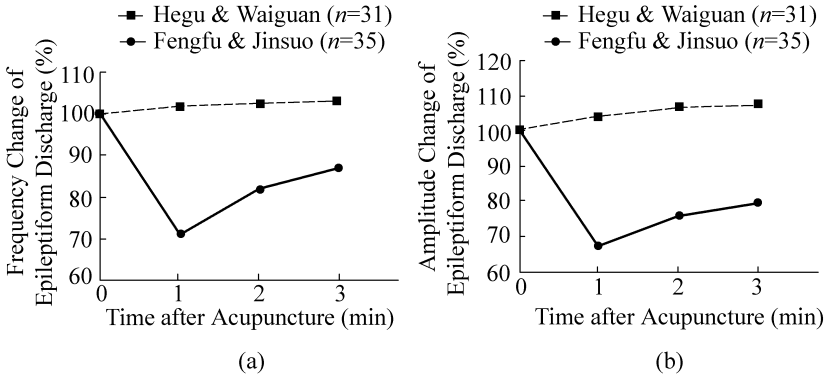 Hegu & Waiguan (n=31)
Fengfu & Jinsuo (n=35)
Frequency Change of
Epileptiform Discharge (%)
110
100
90
80
70
60
0 1 2 3
Time after Acupuncture (min)
(a)
Hegu & Waiguan (n=31)
Fengfu & Jinsuo (n=35)
Amplitude Change of
Epileptiform Discharge (%)
120
110
100
90
80
70
60
0 1 2 3
Time after Acupuncture (min)
(b)